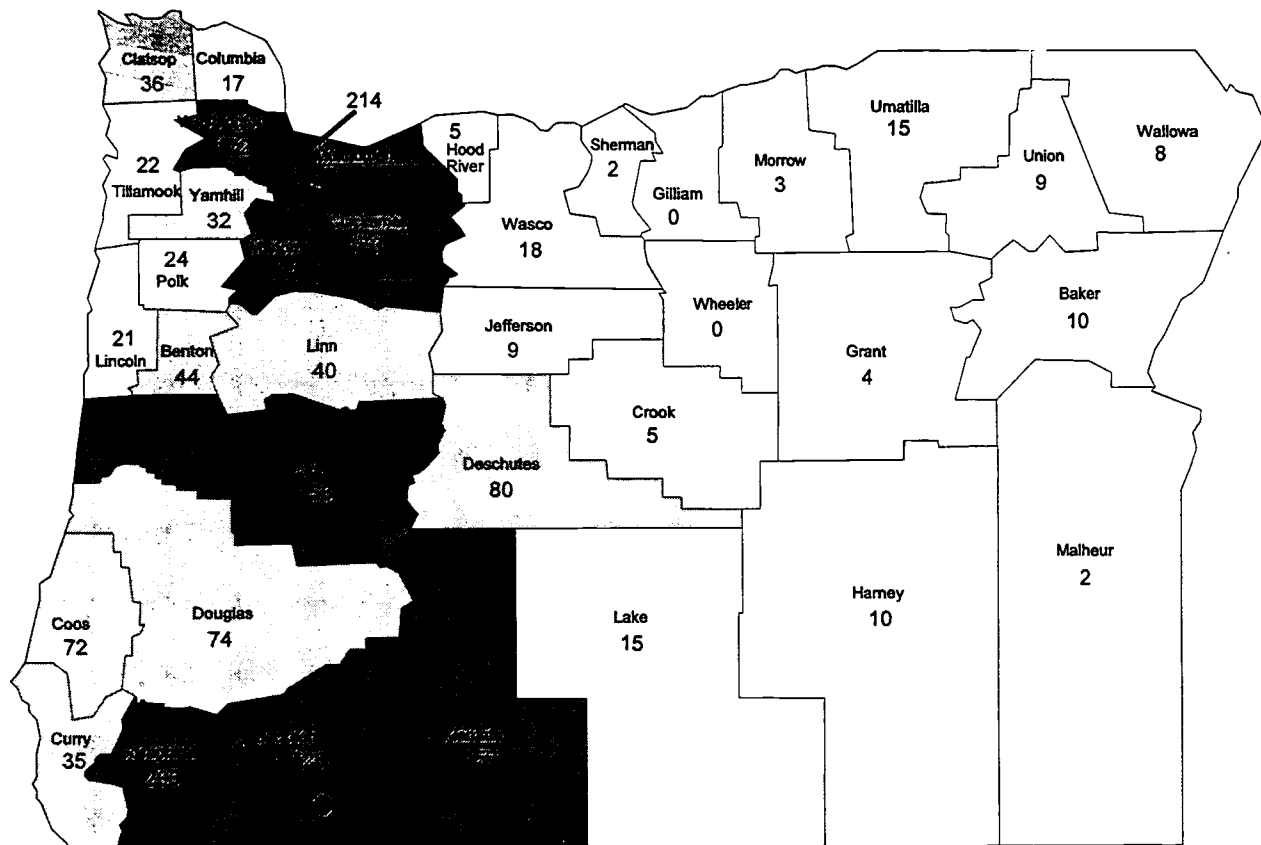 Clatsop
36
Columbia
17
214
22
Tillamook
Yamhill
32
5
Hood
River
Sherman
2
Gilliam
0
Morrow
3
Umatilla
15
Union
9
Wallowa
8
Wasco
18
24
Polk
Wheeler
0
Baker
10
21
Lincoln
Benton
44
Linn
40
Jefferson
9
Grant
4
Crook
5
Deschutes
80
Malheur
2
Harney
10
Lake
15
Coos
72
Douglas
74
Curry
35